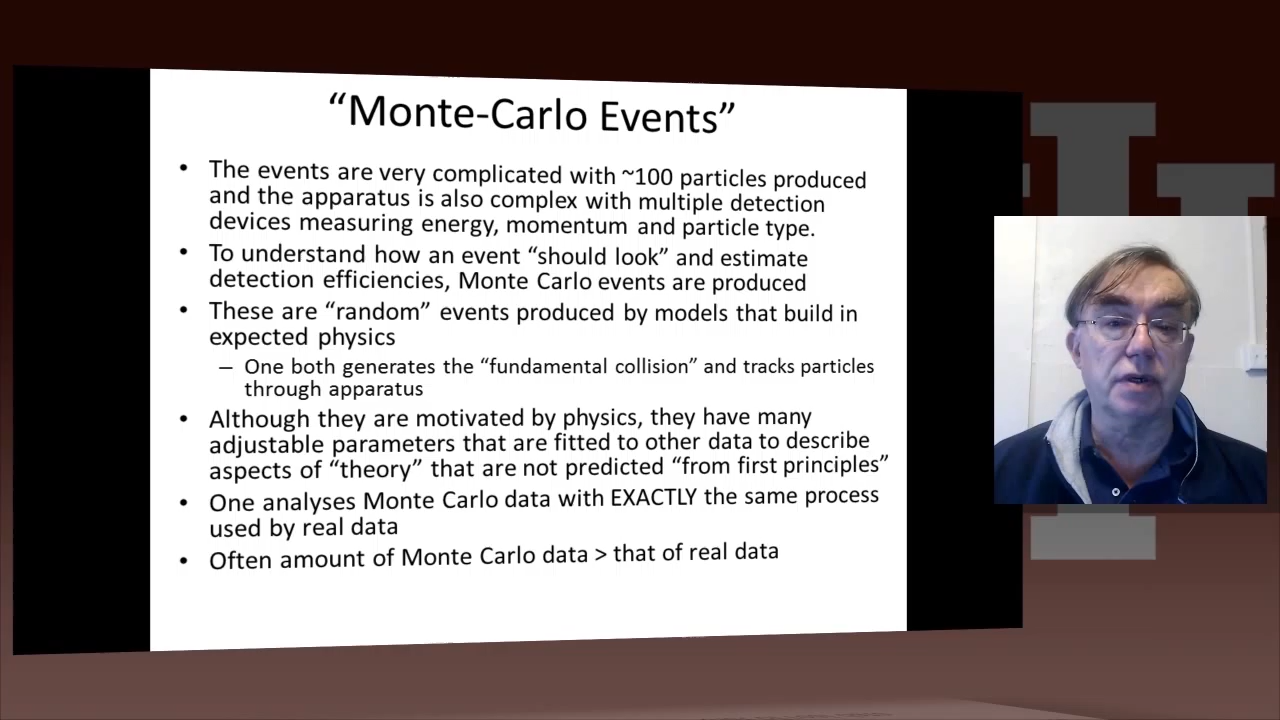 “Monte-Carlo Events”
• The events are very complicated with ~100 particles produced
and the apparatus is also complex with multiple detection
devices measuring energy, momentum and particle type.
• To understand how an event “should look” and estimate
detection efficiencies, Monte Carlo events are produced
• These are “random” events produced by models that build in
expected physics
– One both generates the “fundamental collision” and tracks particles
through apparatus
• Although they are motivated by physics, they have many
adjustable parameters that are fitted to other data to describe
aspects of “theory” that are not predicted “from first principles”
• One analyses Monte Carlo data with EXACTLY the same process
used by real data
• Often amount of Monte Carlo data > that of real data